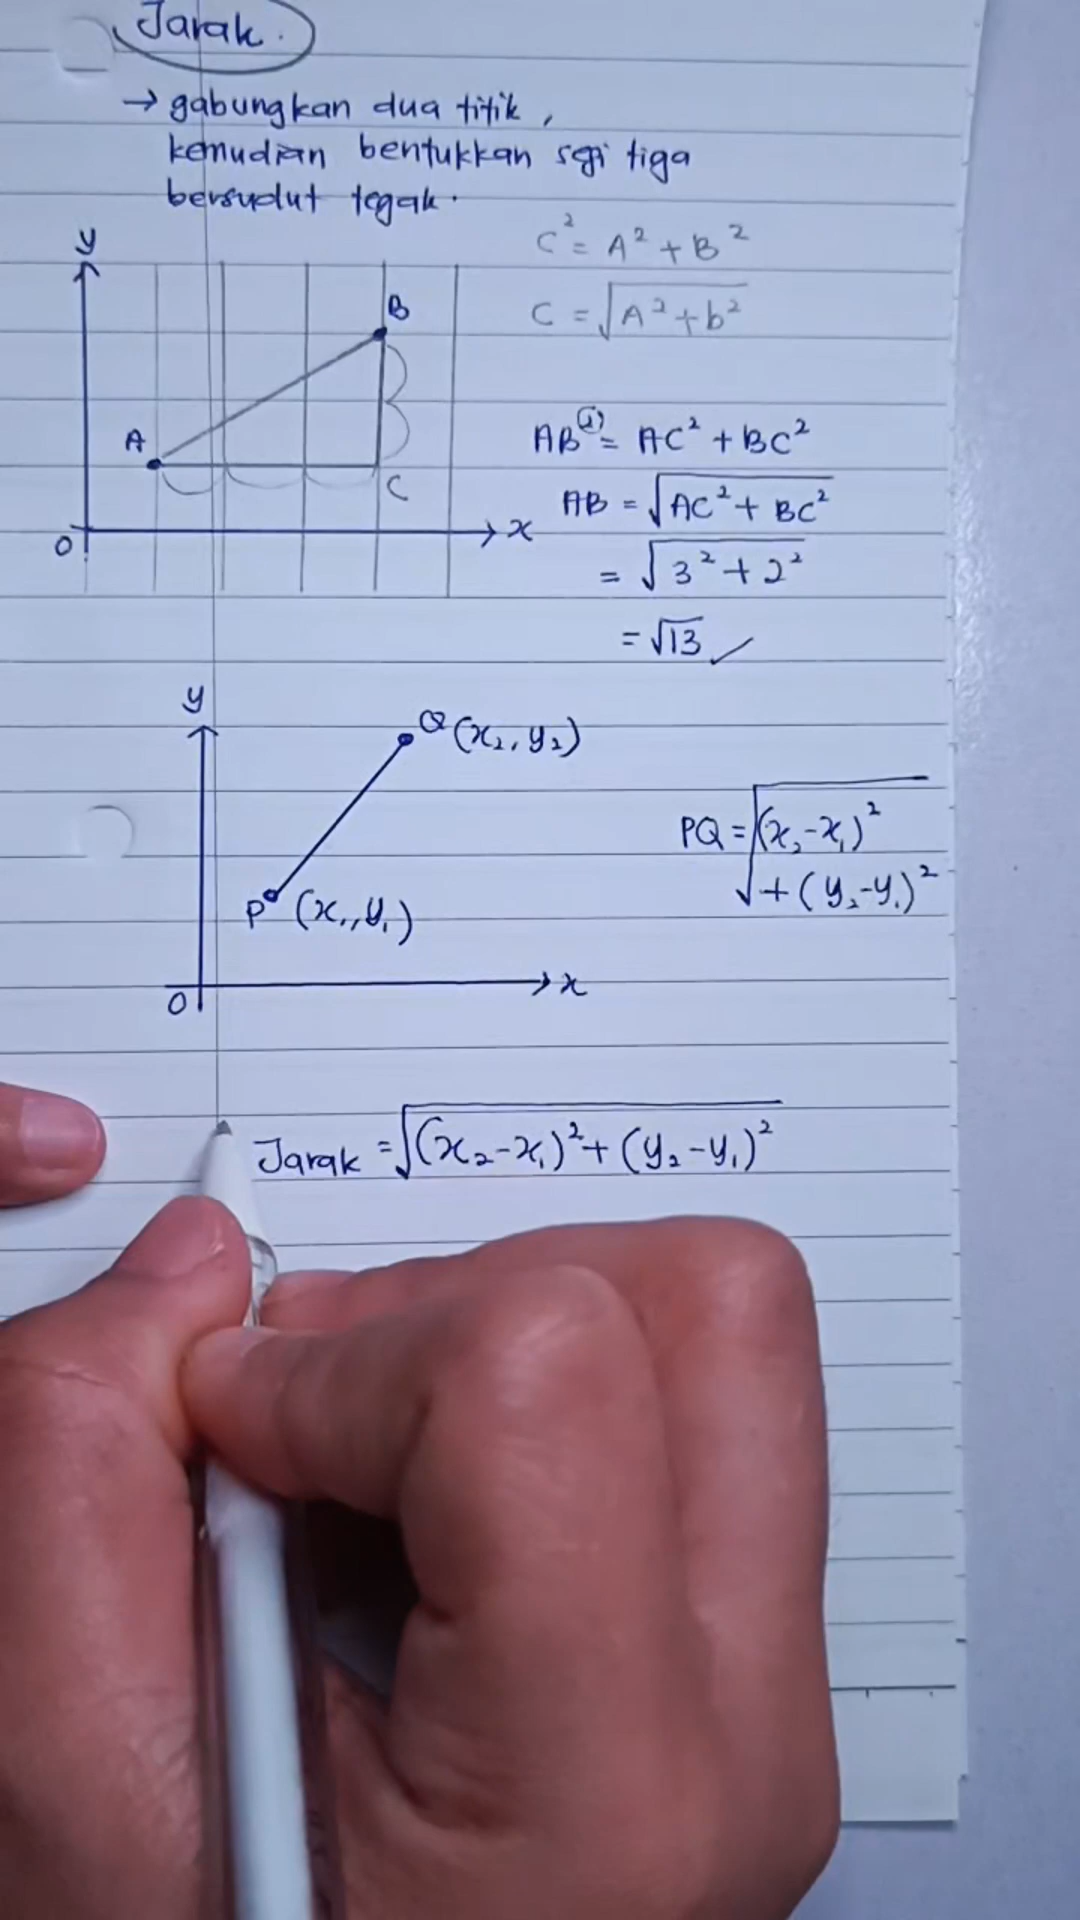 Jarak.
→ gabungkan dua titik,
kemudian bentukkan segi tiga
bersudut tegak.
C² = A² + B²
C = √(A² + b²)
y
B
A
C
O
x
AB⁽²⁾ = AC² + BC²
AB = √(AC² + BC²)
= √(3² + 2²)
= √13 ✓
y
Q (x₂, y₂)
P (x₁, y₁)
O
x
PQ = √((x₂-x₁)²
+ (y₂-y₁)²)
Jarak = √((x₂-x₁)² + (y₂-y₁)²)